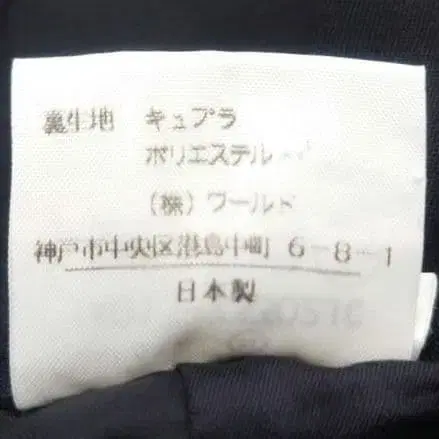 裏生地 キュプラ
ポリエステル
(株) ワールド
神戸市中央区港島中町 6-8-1
日本製